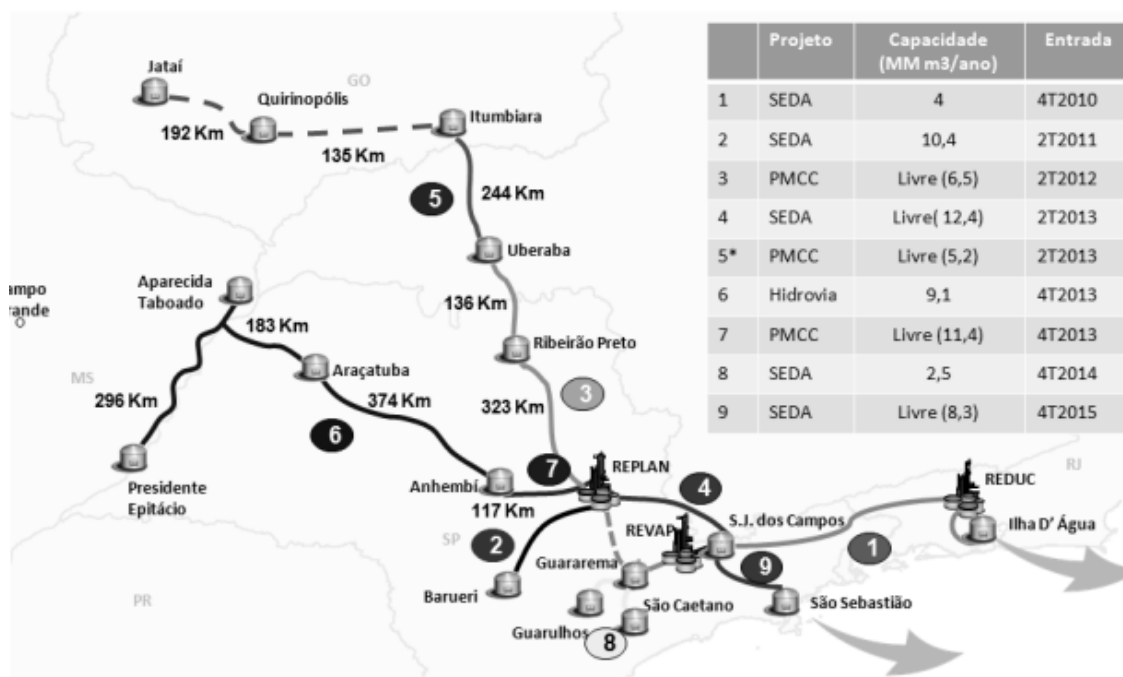 Projeto Capacidade (MM m3/ano) Entrada
1 SEDA 4 4T2010
2 SEDA 10,4 2T2011
3 PMCC Livre (6,5) 2T2012
4 SEDA Livre( 12,4) 2T2013
5* PMCC Livre (5,2) 2T2013
6 Hidrovia 9,1 4T2013
7 PMCC Livre (11,4) 4T2013
8 SEDA 2,5 4T2014
9 SEDA Livre (8,3) 4T2015
Jataí
GO
Quirinopólis
Itumbiara
192 Km
135 Km
5
244 Km
Uberaba
Aparecida
Taboado
ampo
rande
136 Km
183 Km
Ribeirão Preto
Araçatuba
MS
296 Km
374 Km
323 Km
3
6
Presidente
Epitácio
Anhembí
7
REPLAN
117 Km
4
REDUC
RJ
S.J. dos Campos
Ilha D' Água
SP
2
REVAP
1
Guararema
9
Barueri
São Caetano
São Sebastião
PR
Guarulhos
8